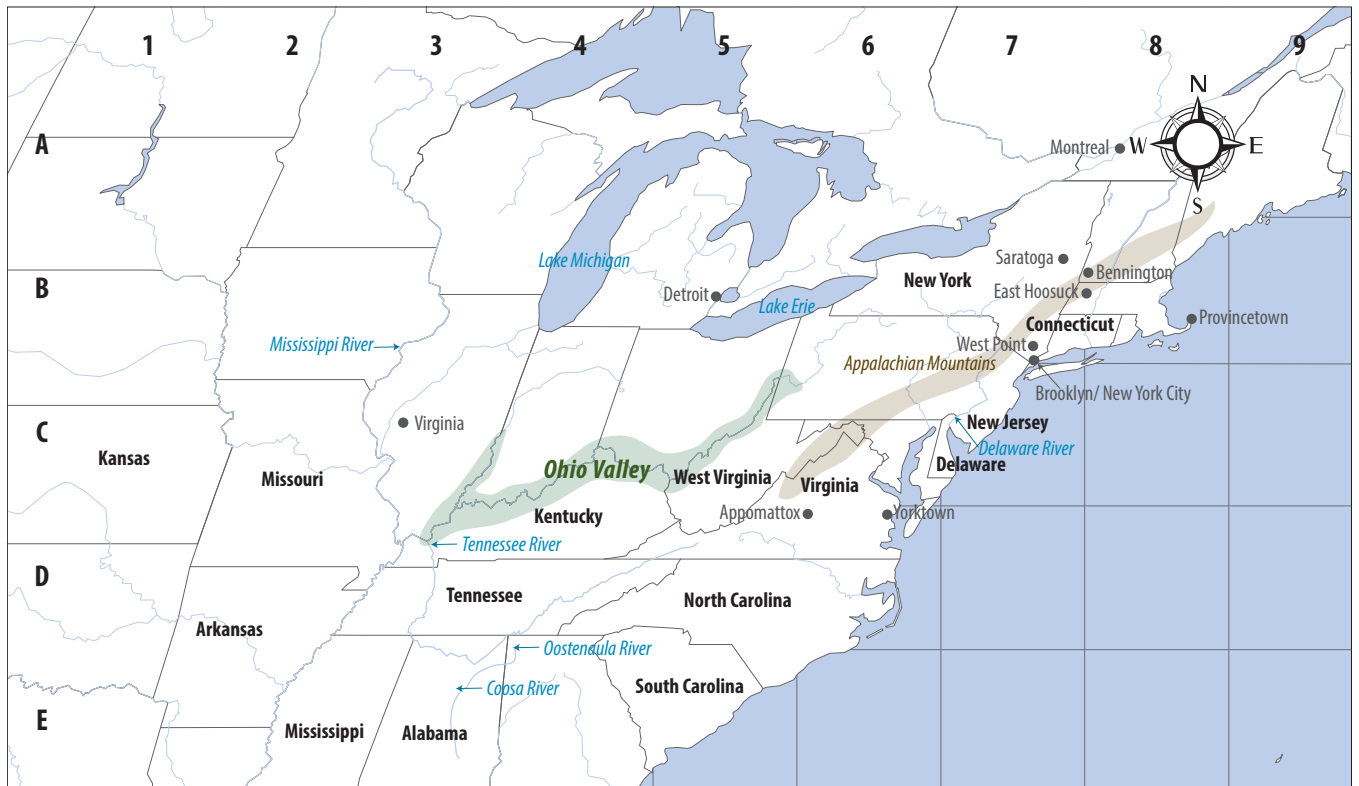 1 2 3 4 5 6 7 8 9
N
A
Montreal
W E
S
Saratoga
Lake Michigan
Bennington
New York
B
Detroit
East Hoosuck
Lake Erie
Provincetown
Connecticut
Mississippi River
West Point
Appalachian Mountains
Brooklyn/ New York City
C
Virginia
New Jersey
Delaware River
Kansas
Ohio Valley
Delaware
Missouri
West Virginia
Virginia
Kentucky
Appomattox
Yorktown
Tennessee River
D
Tennessee
North Carolina
Arkansas
Oostenaula River
South Carolina
Coosa River
E
Mississippi
Alabama